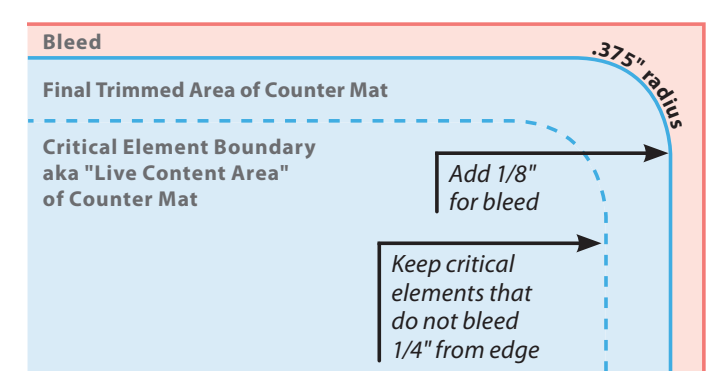 Bleed
.375" radius
Final Trimmed Area of Counter Mat
Critical Element Boundary
aka "Live Content Area"
of Counter Mat
Add 1/8"
for bleed
Keep critical
elements that
do not bleed
1/4" from edge